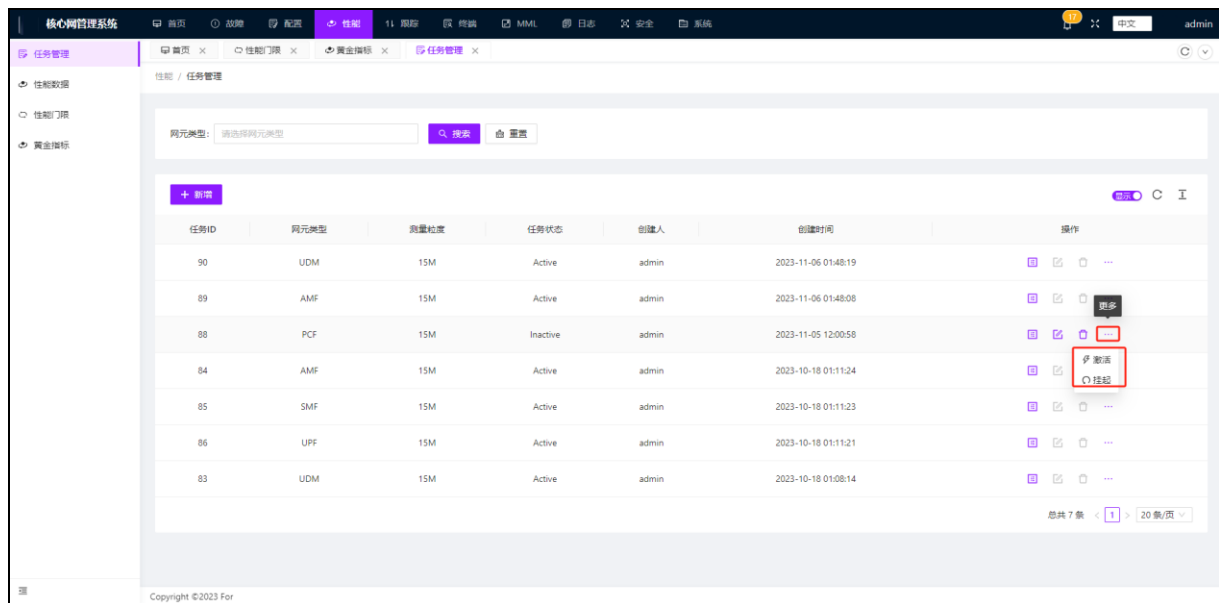 核心网管理系统 首页 故障 配置 性能 跟踪 终端 MML 日志 安全 系统 17 中文 admin
任务管理 首页 性能门限 黄金指标 任务管理
性能 / 任务管理
性能数据
性能门限
黄金指标
网元类型: 请选择网元类型 搜索 重置
新增 显示
任务ID 网元类型 测量粒度 任务状态 创建人 创建时间 操作
90 UDM 15M Active admin 2023-11-06 01:48:19
89 AMF 15M Active admin 2023-11-06 01:48:08
更多
88 PCF 15M Inactive admin 2023-11-05 12:00:58
激活
84 AMF 15M Active admin 2023-10-18 01:11:24
挂起
85 SMF 15M Active admin 2023-10-18 01:11:23
86 UPF 15M Active admin 2023-10-18 01:11:21
83 UDM 15M Active admin 2023-10-18 01:08:14
总共 7 条 < 1 > 20 条/页
Copyright ©2023 For